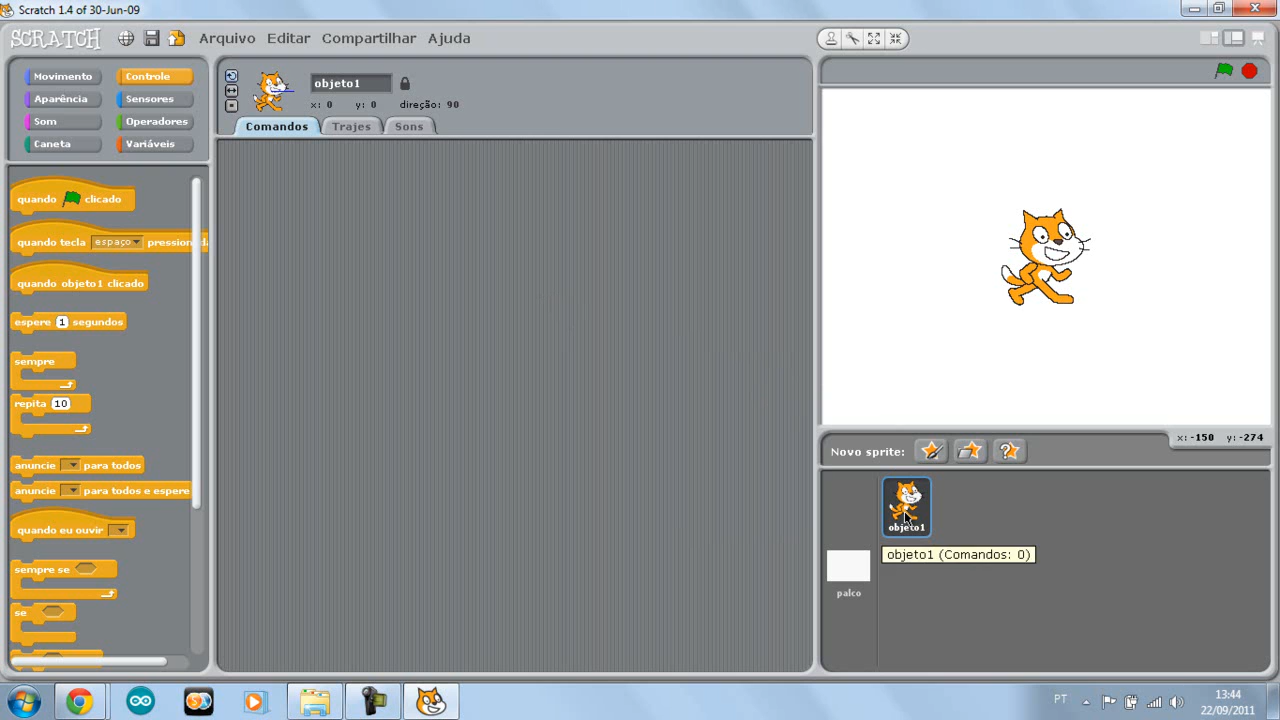 Scratch 1.4 of 30-Jun-09
SCRATCH
Arquivo Editar Compartilhar Ajuda
Movimento Controle
Aparência Sensores
Som Operadores
Caneta Variáveis
objeto1
x: 0 y: 0 direção: 90
Comandos Trajes Sons
quando clicado
quando tecla espaço
quando objeto1 clicado
espere 1 segundos
sempre
repita 10
anuncie para todos
anuncie para todos e espere
quando eu ouvir
sempre se
se
x: -150 y: -274
Novo sprite:
objeto1
objeto1 (Comandos: 0)
palco
PT
13:44
22/09/2011